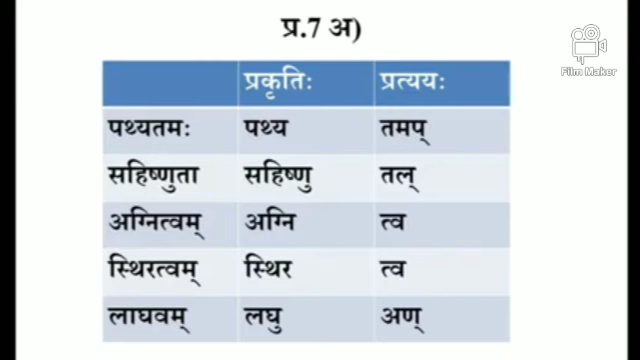 प्र.7 अ)
Film Maker
प्रकृतिः प्रत्ययः
पथ्यतमः पथ्य तमप्
सहिष्णुता सहिष्णु तल्
अग्नित्वम् अग्नि त्व
स्थिरत्वम् स्थिर त्व
लाघवम् लघु अण्